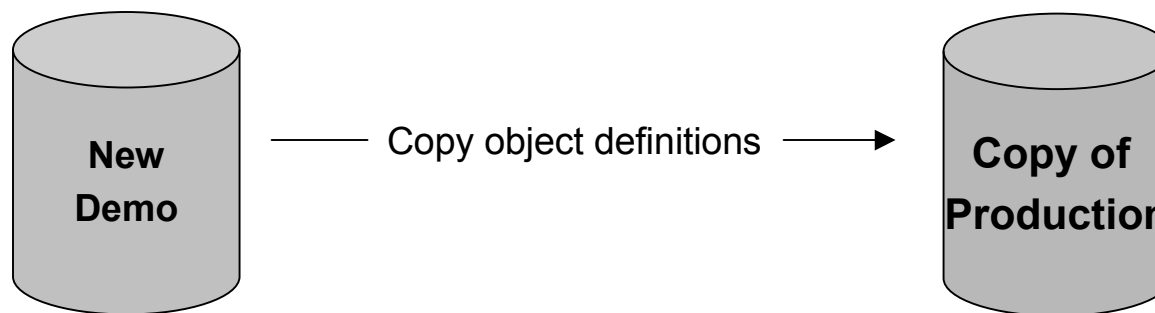 New
Demo
Copy object definitions
Copy of
Production